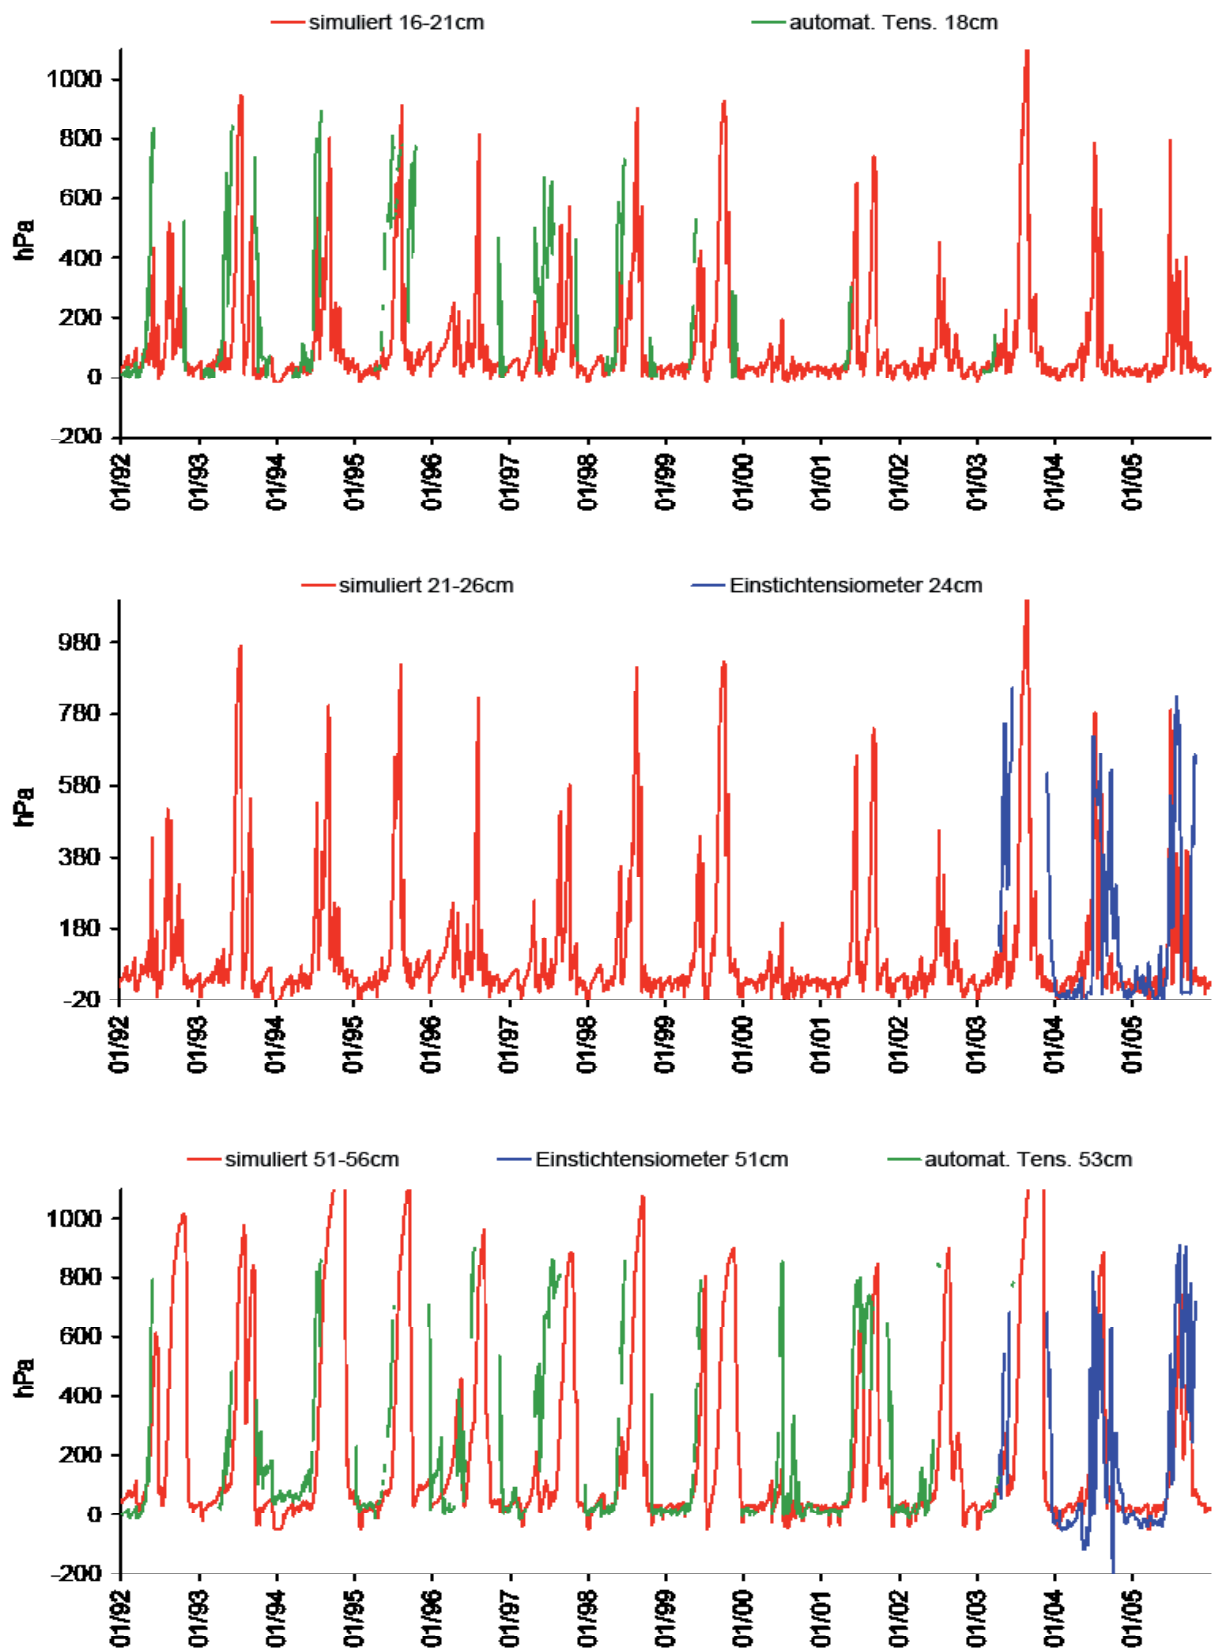 simuliert 16-21cm automat. Tens. 18cm
1000
800
600
400
200
0
-200
hPa
01/92 01/93 01/94 01/95 01/96 01/97 01/98 01/99 01/00 01/01 01/02 01/03 01/04 01/05
simuliert 21-26cm Einstichtensiometer 24cm
980
780
580
380
180
-20
hPa
01/92 01/93 01/94 01/95 01/96 01/97 01/98 01/99 01/00 01/01 01/02 01/03 01/04 01/05
simuliert 51-56cm Einstichtensiometer 51cm automat. Tens. 53cm
1000
800
600
400
200
0
-200
hPa
01/92 01/93 01/94 01/95 01/96 01/97 01/98 01/99 01/00 01/01 01/02 01/03 01/04 01/05